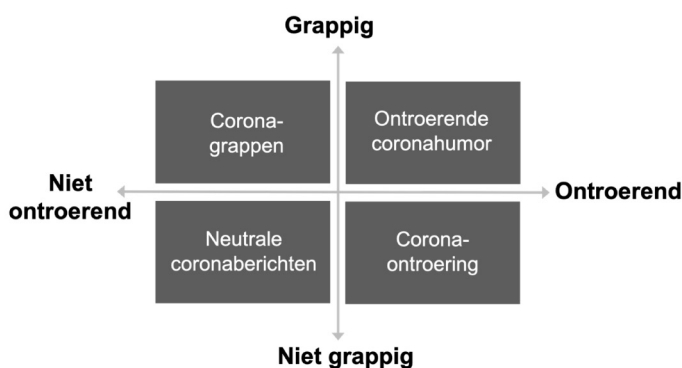 Grappig
Corona-
grappen
Ontroerende
coronahumor
Niet
ontroerend
Ontroerend
Neutrale
coronaberichten
Corona-
ontroering
Niet grappig